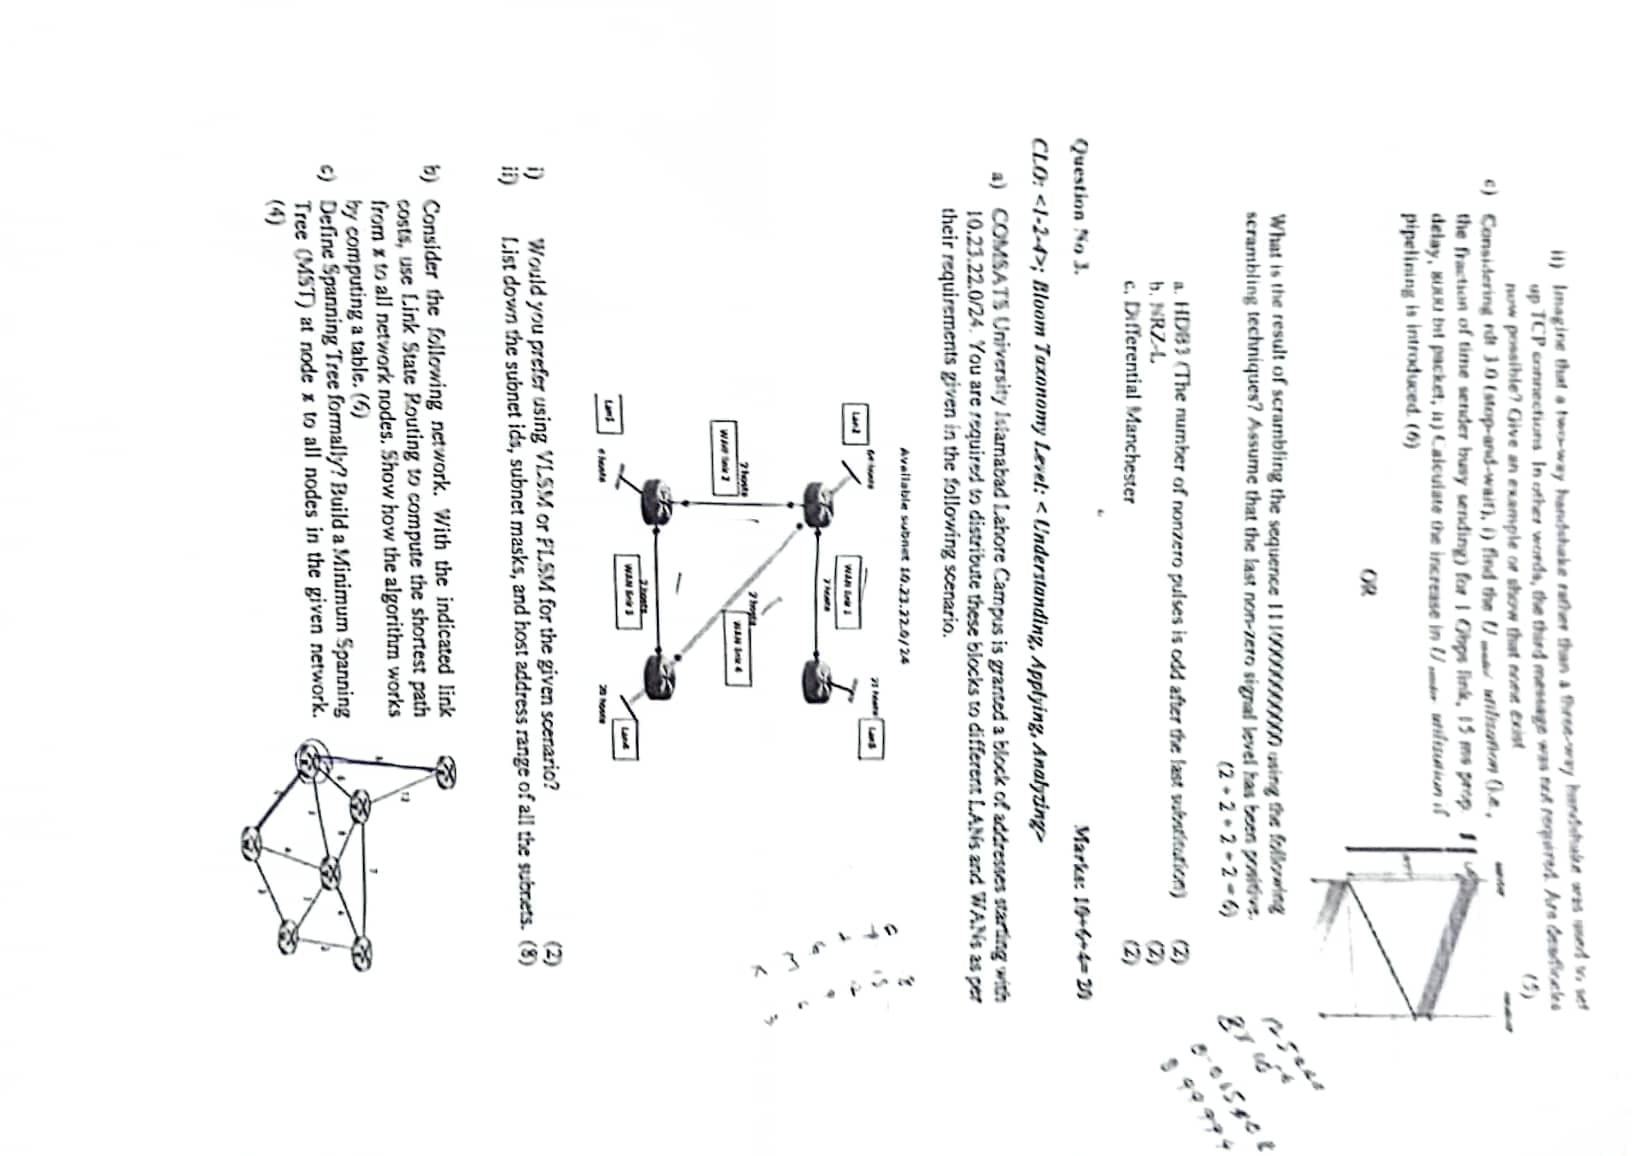 ii) Imagine that a two-way handshake rather than a three-way handshake was used to set
up TCP connections. In other words, the third message was not required. Are deadlocks
now possible? Give an example or show that none exist (5)
c) Considering rdt 3.0 (stop-and-wait), i) find the U utilisation (i.e.,
the fraction of time sender busy sending) for 1 Gbps link, 15 ms prop.
delay, 8000 bit packet, ii) Calculate the increase in U utilisation if
pipelining is introduced. (6)
OR
What is the result of scrambling the sequence 11100000000000 using the following
scrambling techniques? Assume that the last non-zero signal level has been positive.
(2 + 2 + 2 + 2 = 6)
a. HDB3 (The number of nonzero pulses is odd after the last substitution) (2)
b. NRZ-L (2)
c. Differential Manchester (2)
Question No 3. Marks: 10+6+4= 20
CLO: <1-2-4>; Bloom Taxonomy Level: < Understanding, Applying, Analyzing>
a) COMSATS University Islamabad Lahore Campus is granted a block of addresses starting with
10.23.22.0/24. You are required to distribute these blocks to different LANs and WANs as per
their requirements given in the following scenario.
Available subnet 10.23.22.0/24
hosts
hosts
Lan2
WAN link 1
2 hosts
2 hosts
WAN link 2
2 hosts
WAN link 4
2 hosts
WAN link 3
Lan4
hosts
20 hosts
i) Would you prefer using VLSM or FLSM for the given scenario? (2)
ii) List down the subnet ids, subnet masks, and host address range of all the subnets. (8)
b) Consider the following network. With the indicated link
costs, use Link State Routing to compute the shortest path
from x to all network nodes. Show how the algorithm works
by computing a table. (6)
c) Define Spanning Tree formally? Build a Minimum Spanning
Tree (MST) at node x to all nodes in the given network.
(4)
12
7